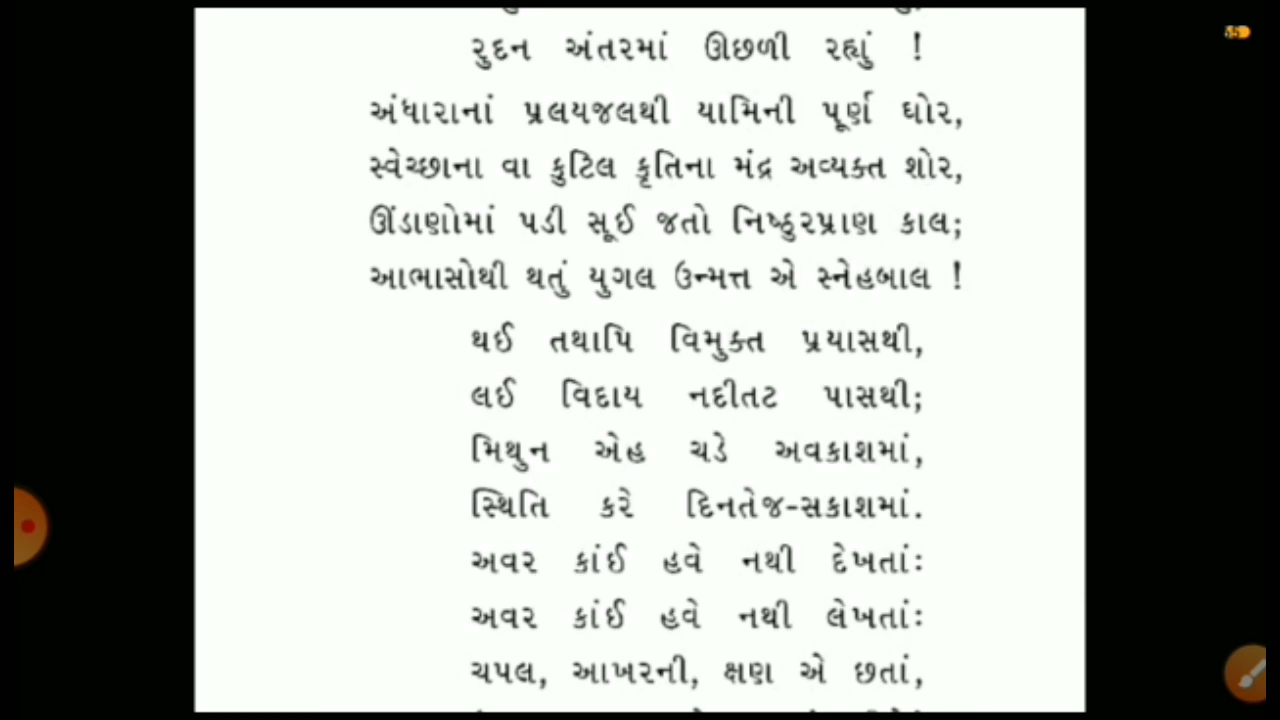 રુદન અંતરમાં ઊછળી રહ્યું !
અંધારાનાં પ્રલયજલથી યામિની પૂર્ણ ઘોર,
સ્વેચ્છાના વા કુટિલ કૃતિના મંદ્ર અવ્યક્ત શોર,
ઊંડાણોમાં પડી સૂઈ જતો નિષ્ઠુરપ્રાણ કાલ;
આભાસોથી થતું યુગલ ઉન્મત્ત એ સ્નેહબાલ !
થઈ તથાપિ વિમુક્ત પ્રયાસથી,
લઈ વિદાય નદીતટ પાસથી;
મિથુન એહ ચડે અવકાશમાં,
સ્થિતિ કરે દિનતેજ-સકાશમાં.
અવર કાંઈ હવે નથી દેખતાંઃ
અવર કાંઈ હવે નથી લેખતાંઃ
ચપલ, આખરની, ક્ષણ એ છતાં,